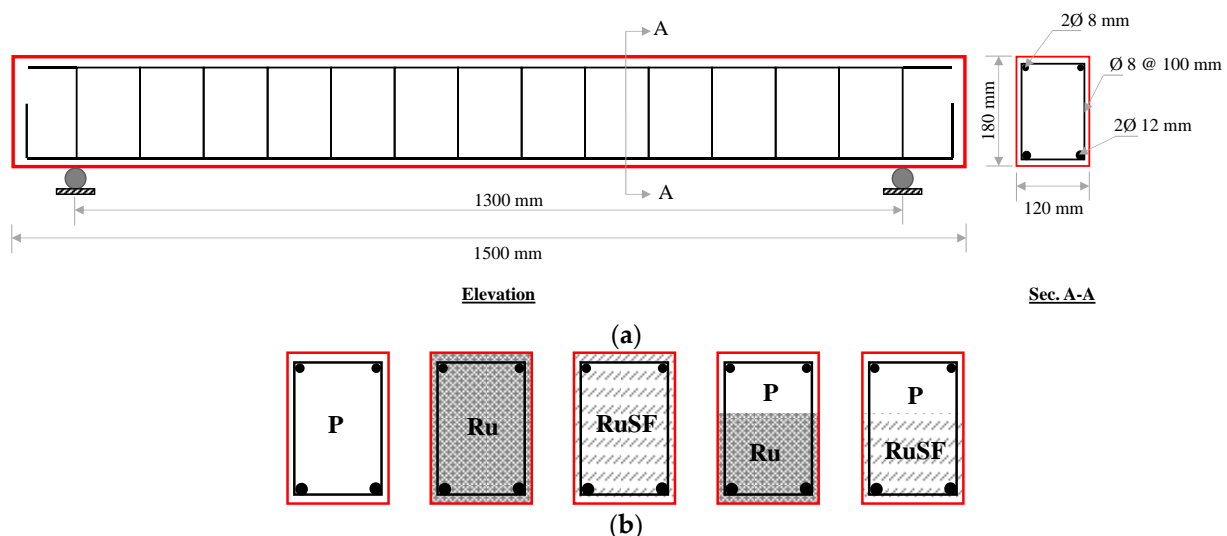 2Ø 8 mm
A
Ø 8 @ 100 mm
180 mm
2Ø 12 mm
A
1300 mm
120 mm
1500 mm
Elevation
Sec. A-A
(a)
P
Ru
RuSF
P
Ru
P
RuSF
(b)